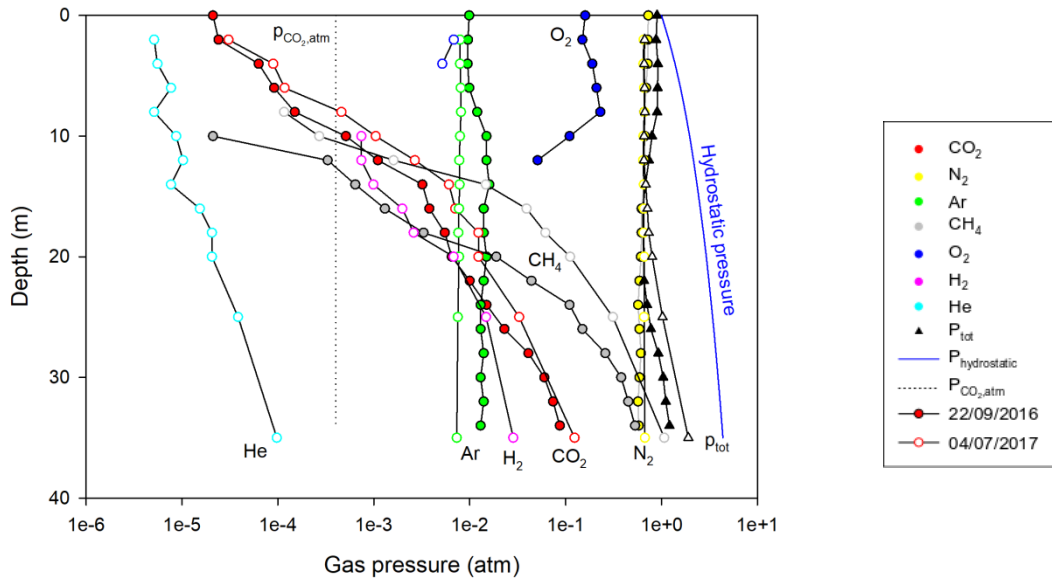 0
10
20
30
40
Depth (m)
1e-6 1e-5 1e-4 1e-3 1e-2 1e-1 1e+0 1e+1
Gas pressure (atm)
pCO2,atm
O2
CH4
Hydrostatic pressure
He
Ar
H2
CO2
N2
ptot
CO2
N2
Ar
CH4
O2
H2
He
Ptot
Phydrostatic
PCO2,atm
22/09/2016
04/07/2017